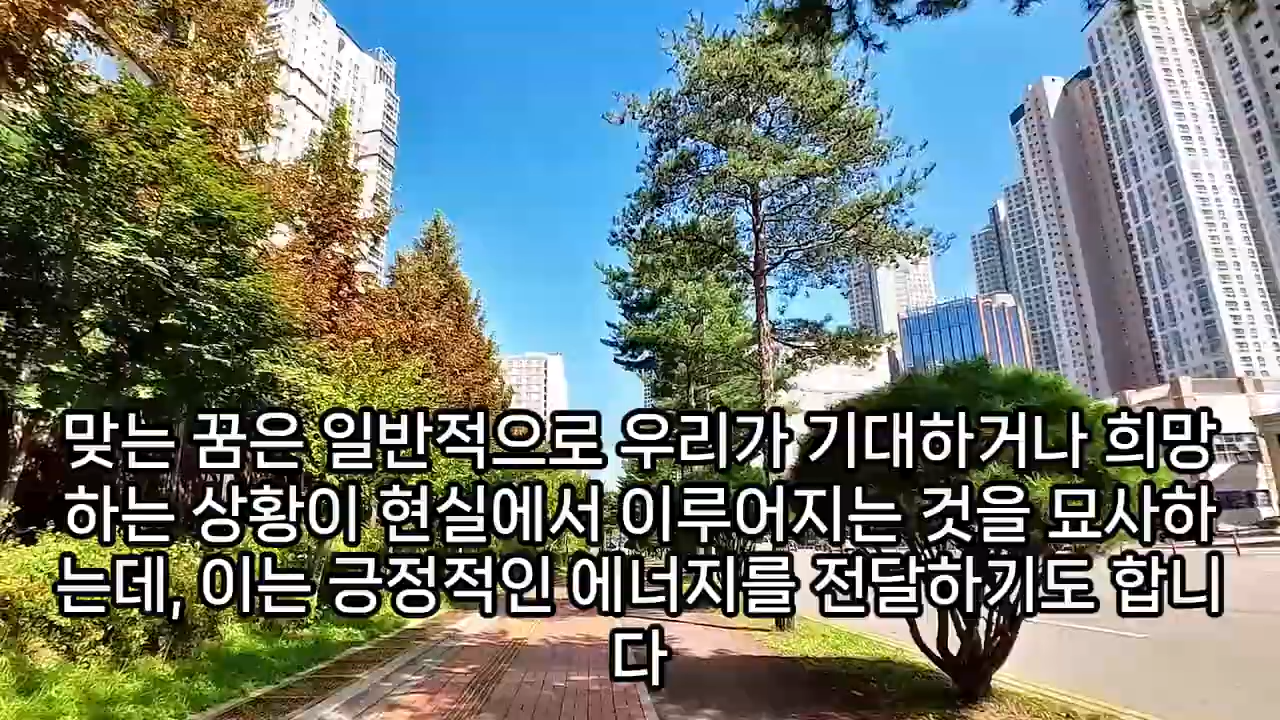 맞는 꿈은 일반적으로 우리가 기대하거나 희망
하는 상황이 현실에서 이루어지는 것을 묘사하
는데, 이는 긍정적인 에너지를 전달하기도 합니
다